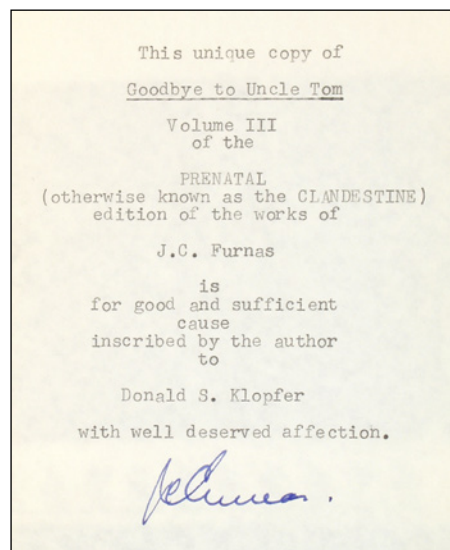 This unique copy of
Goodbye to Uncle Tom
Volume III
of the
PRENATAL
(otherwise known as the CLANDESTINE)
edition of the works of
J.C. Furnas
is
for good and sufficient
cause
inscribed by the author
to
Donald S. Klopfer
with well deserved affection.